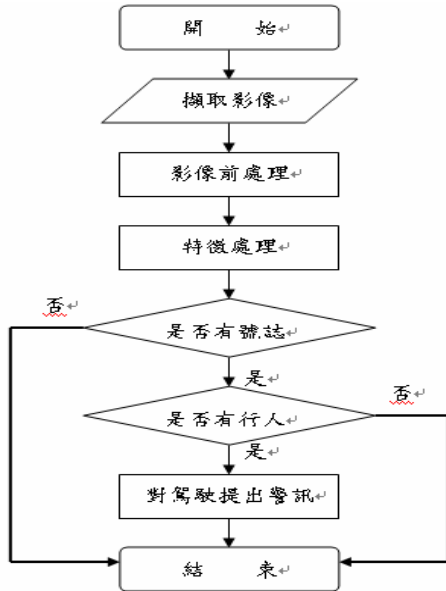 開 始
擷取影像
影像前處理
特徵處理
否
是否有號誌
是
否
是否有行人
是
對駕駛提出警訊
結 束